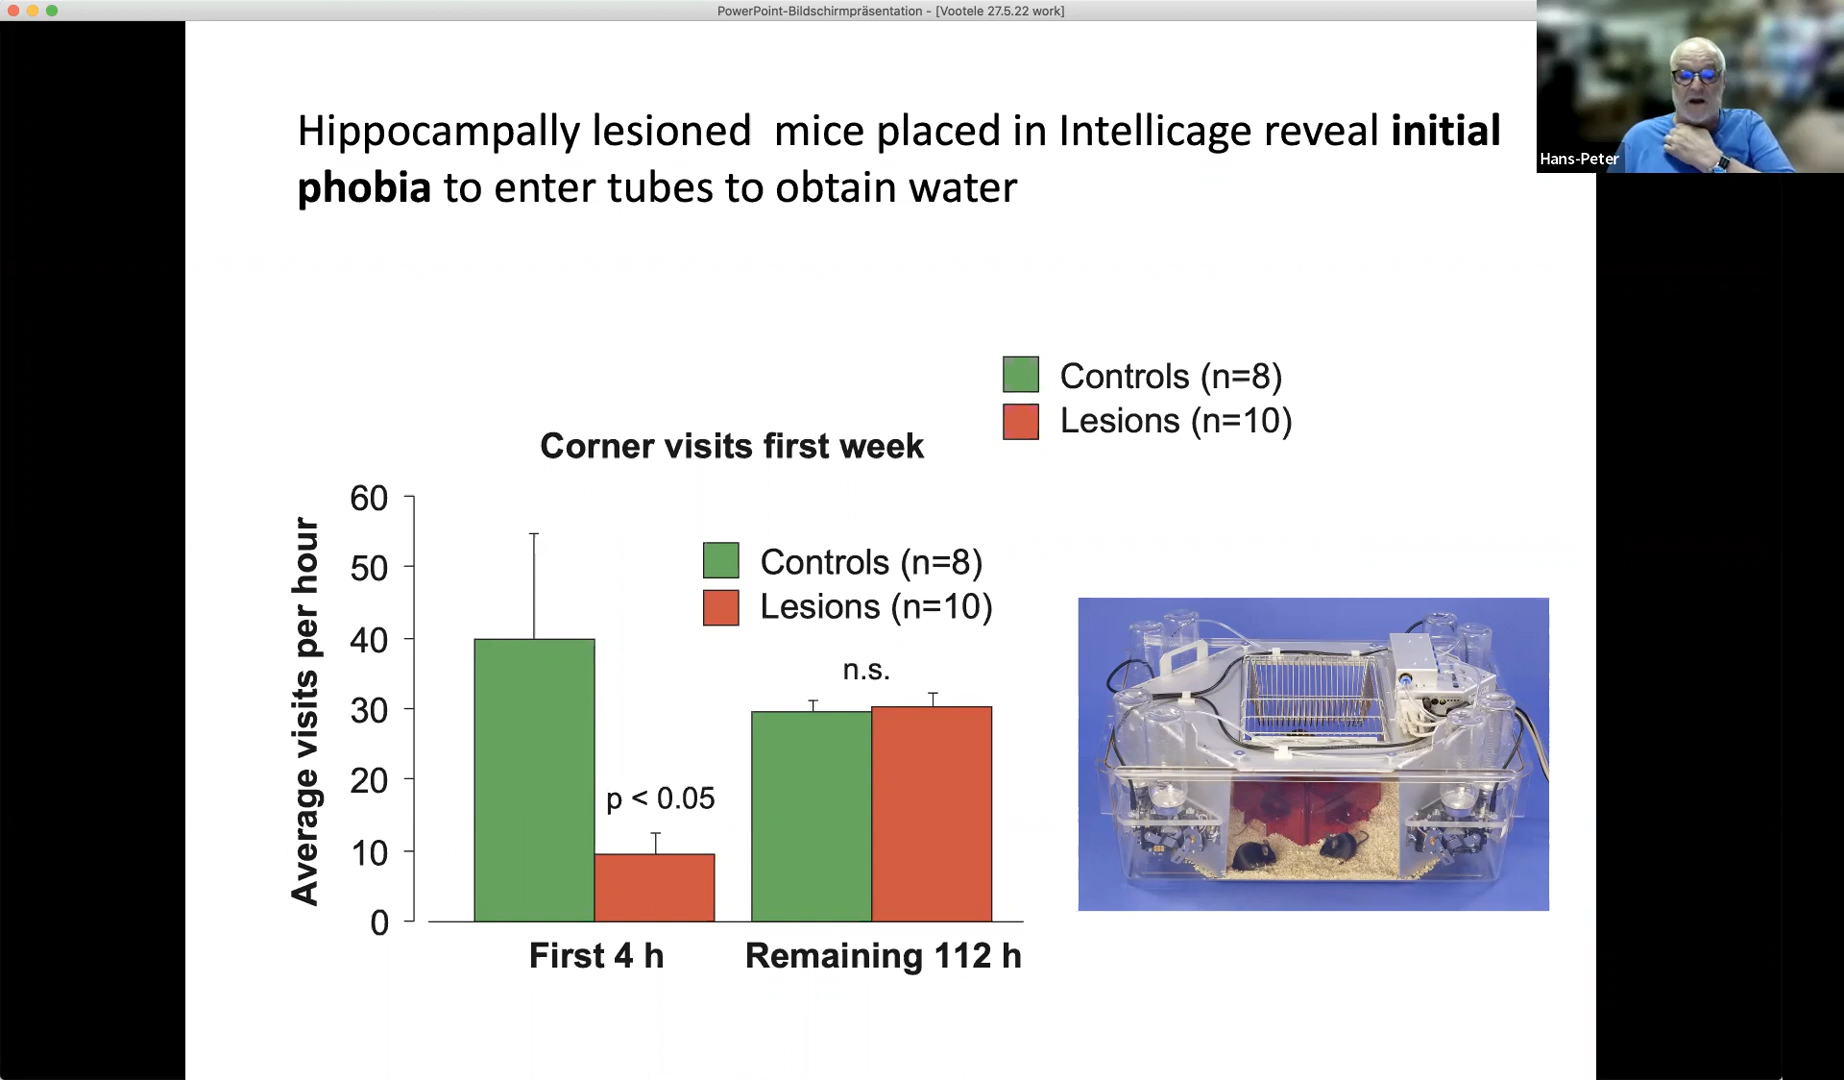 PowerPoint-Bildschirmpräsentation - [Vootele 27.5.22 work]
Hans-Peter
Hippocampally lesioned mice placed in Intellicage reveal initial
phobia to enter tubes to obtain water
Controls (n=8)
Lesions (n=10)
Corner visits first week
Average visits per hour
60
50
40
30
20
10
0
Controls (n=8)
Lesions (n=10)
n.s.
p < 0.05
First 4 h
Remaining 112 h